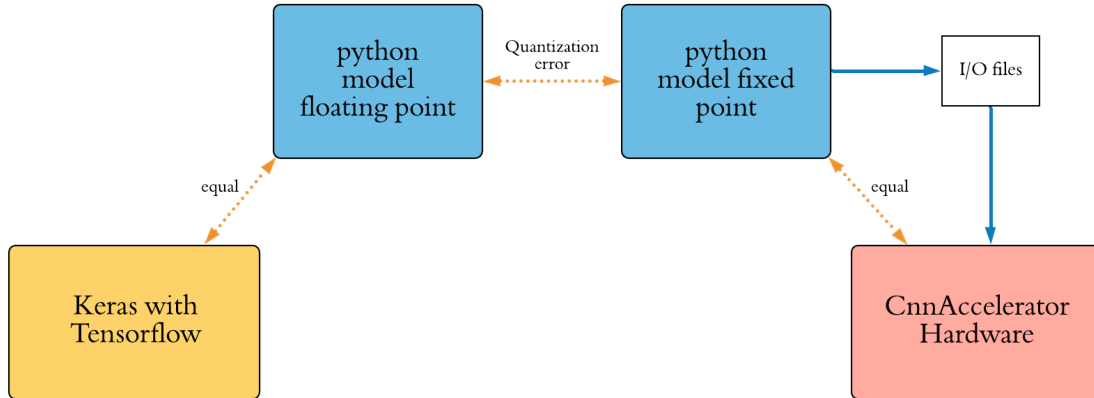 python
model
floating point
Quantization
error
python
model fixed
point
I/O files
equal
equal
Keras with
Tensorflow
CnnAccelerator
Hardware